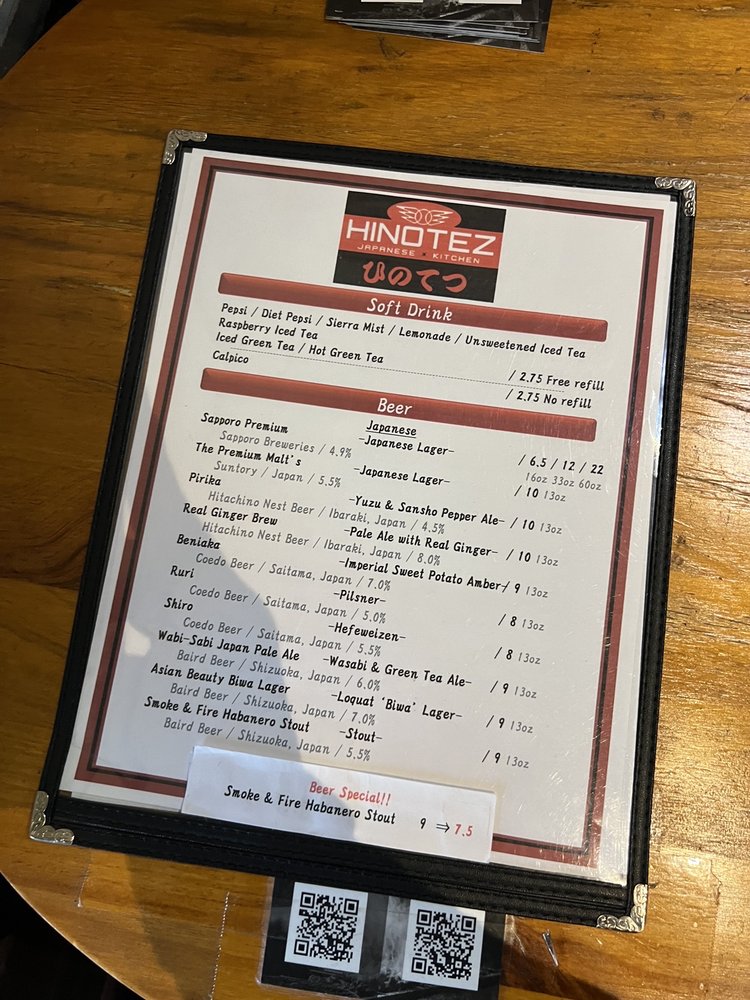 HINOTEZ
JAPANESE × KITCHEN
ひのてつ
Soft Drink
Pepsi / Diet Pepsi / Sierra Mist / Lemonade / Unsweetened Iced Tea
Raspberry Iced Tea
Iced Green Tea / Hot Green Tea / 2.75 Free refill
Calpico / 2.75 No refill
Beer
Japanese
Sapporo Premium -Japanese Lager- / 6.5 / 12 / 22
Sapporo Breweries / 4.9% 16oz 33oz 60oz
The Premium Malt's -Japanese Lager- / 10 13oz
Suntory / Japan / 5.5%
Pirika -Yuzu & Sansho Pepper Ale- / 10 13oz
Hitachino Nest Beer / Ibaraki, Japan / 4.5%
Real Ginger Brew -Pale Ale with Real Ginger- / 10 13oz
Hitachino Nest Beer / Ibaraki, Japan / 8.0%
Beniaka -Imperial Sweet Potato Amber- / 9 13oz
Coedo Beer / Saitama, Japan / 7.0%
Ruri -Pilsner- / 8 13oz
Coedo Beer / Saitama, Japan / 5.0%
Shiro -Hefeweizen- / 8 13oz
Coedo Beer / Saitama, Japan / 5.5%
Wabi-Sabi Japan Pale Ale -Wasabi & Green Tea Ale- / 9 13oz
Baird Beer / Shizuoka, Japan / 6.0%
Asian Beauty Biwa Lager -Loquat 'Biwa' Lager- / 9 13oz
Baird Beer / Shizuoka, Japan / 7.0%
Smoke & Fire Habanero Stout -Stout- / 9 13oz
Baird Beer / Shizuoka, Japan / 5.5%
Beer Special!!
Smoke & Fire Habanero Stout 9 ⇒ 7.5